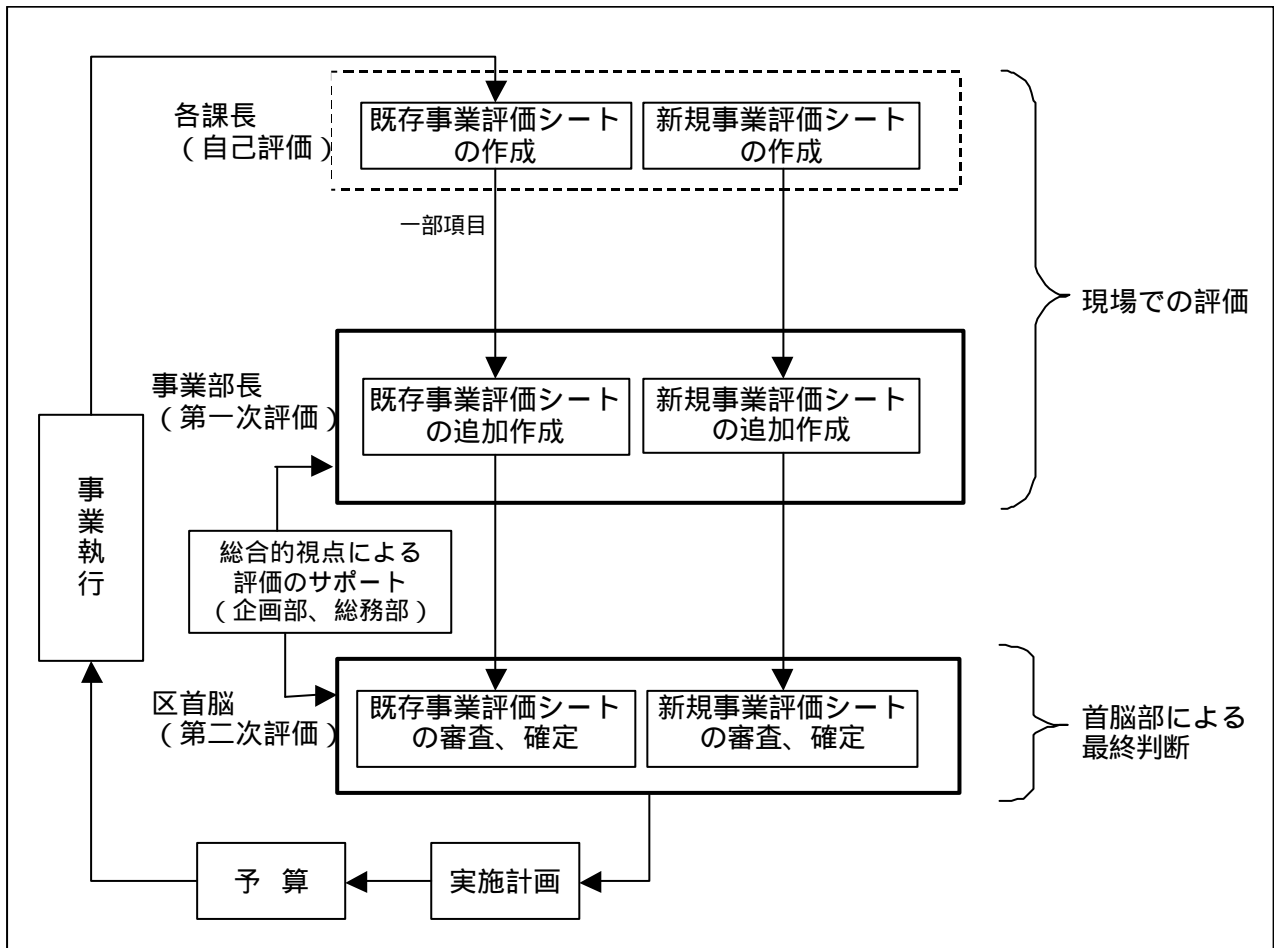 各課長
（自己評価）
既存事業評価シート
の作成
新規事業評価シート
の作成
一部項目
現場での評価
事業部長
（第一次評価）
既存事業評価シート
の追加作成
新規事業評価シート
の追加作成
事業執行
総合的視点による
評価のサポート
（企画部、総務部）
区首脳
（第二次評価）
既存事業評価シート
の審査、確定
新規事業評価シート
の審査、確定
首脳部による
最終判断
予 算
実施計画